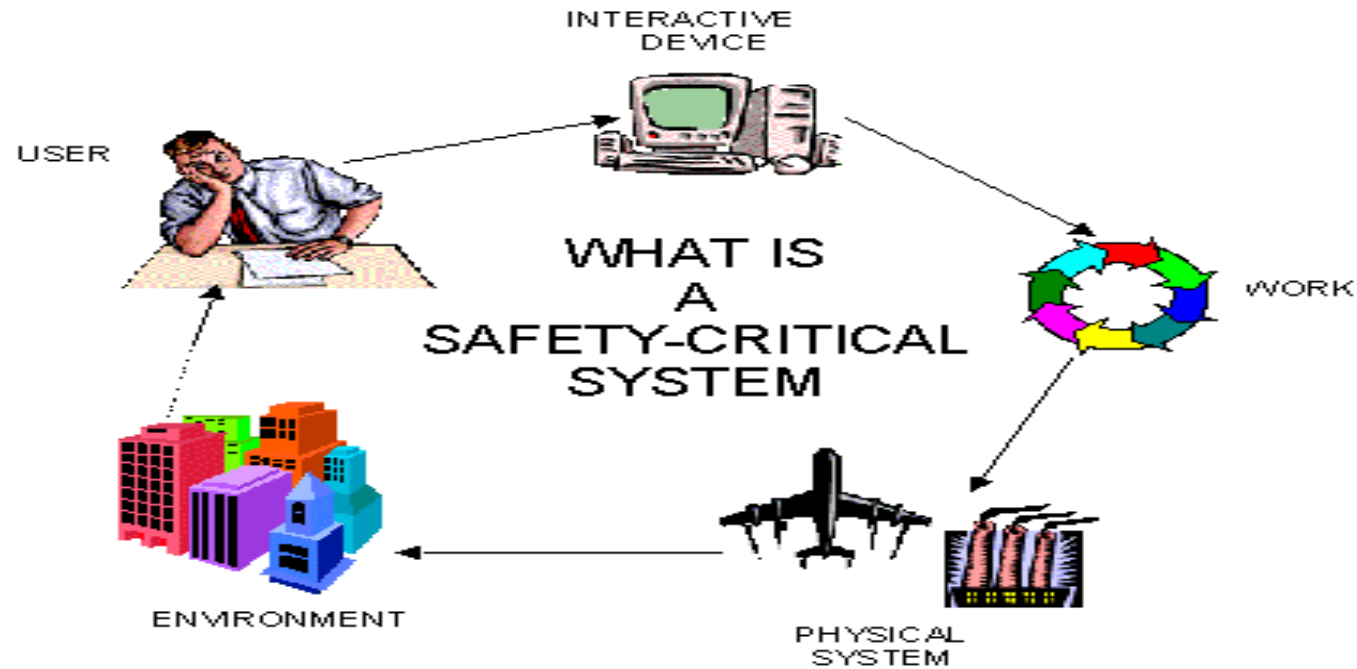 INTERACTIVE
DEVICE
USER
WHAT IS
A
SAFETY-CRITICAL
SYSTEM
WORK
ENVIRONMENT
PHYSICAL
SYSTEM